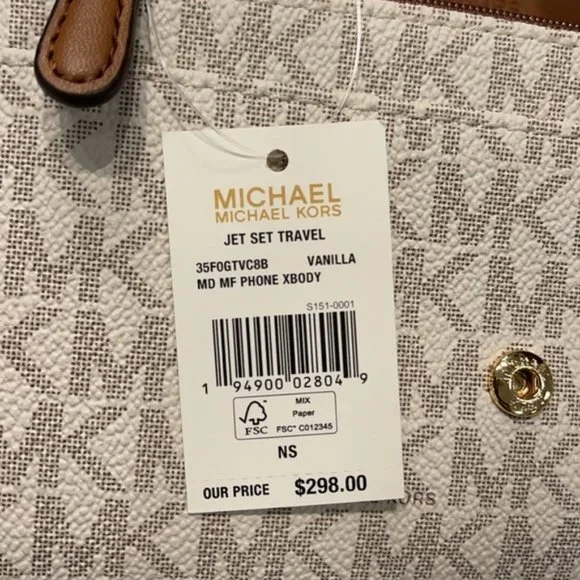 MICHAEL
MICHAEL KORS
JET SET TRAVEL
35F0GTVC8B VANILLA
MD MF PHONE XBODY
S151-0001
1 94900 02804 9
FSC
MIX
Paper
FSC® C012345
NS
OUR PRICE $298.00
ORS